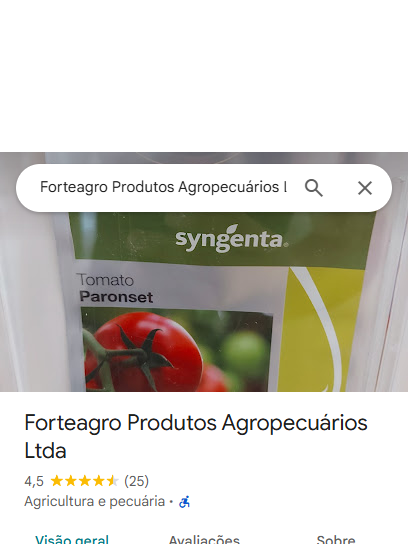 Forteagro Produtos Agropecuários L
syngenta
Tomato
Paronset
Forteagro Produtos Agropecuários
Ltda
4,5 (25)
Agricultura e pecuária ·
Visão geral Avaliações Sobre